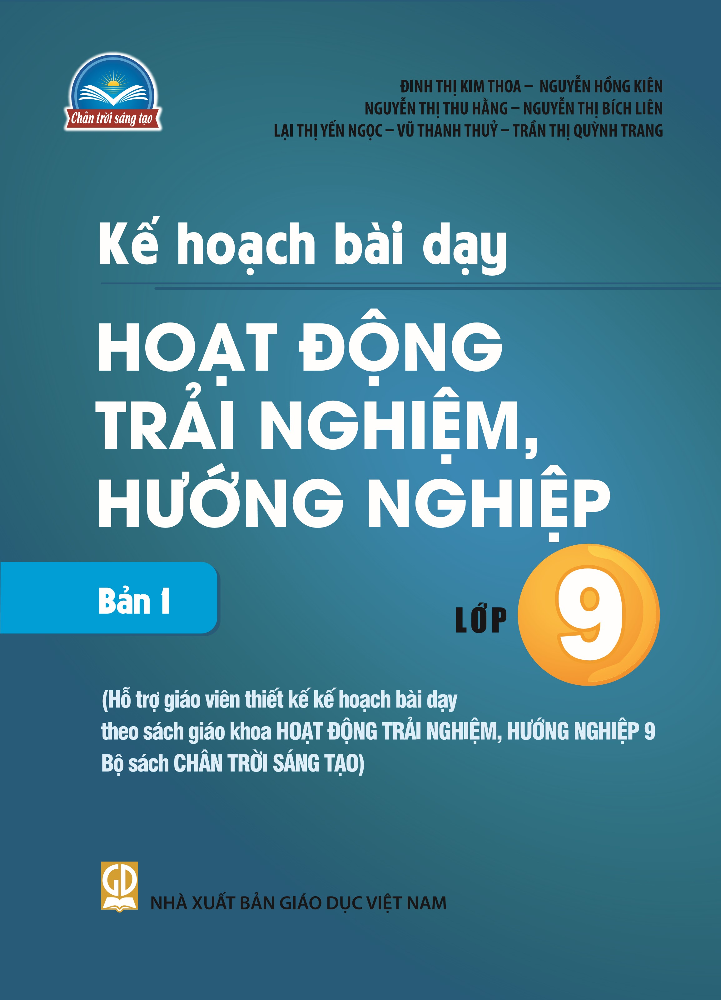 Chân trời sáng tạo
ĐINH THỊ KIM THOA – NGUYỄN HỒNG KIÊN
NGUYỄN THỊ THU HẰNG – NGUYỄN THỊ BÍCH LIÊN
LẠI THỊ YẾN NGỌC – VŨ THANH THUỶ – TRẦN THỊ QUỲNH TRANG
Kế hoạch bài dạy
HOẠT ĐỘNG
TRẢI NGHIỆM,
HƯỚNG NGHIỆP
Bản 1
LỚP 9
(Hỗ trợ giáo viên thiết kế kế hoạch bài dạy
theo sách giáo khoa HOẠT ĐỘNG TRẢI NGHIỆM, HƯỚNG NGHIỆP 9
Bộ sách CHÂN TRỜI SÁNG TẠO)
GD
NHÀ XUẤT BẢN GIÁO DỤC VIỆT NAM